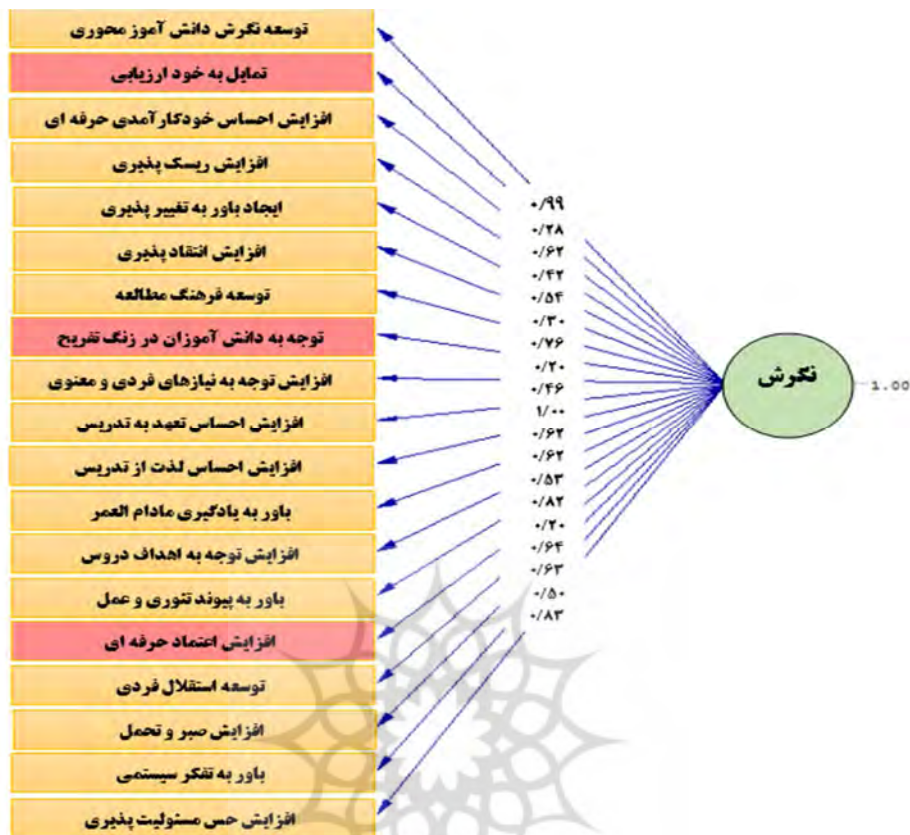 توسعه نگرش دانش آموز محوری
تمایل به خود ارزیابی
افزایش احساس خودکارآمدی حرفه ای
افزایش ریسک پذیری
ایجاد باور به تغییر پذیری
افزایش انتقاد پذیری
توسعه فرهنگ مطالعه
توجه به دانش آموزان در زنگ تفریح
افزایش توجه به نیازهای فردی و معنوی
افزایش احساس تعهد به تدریس
افزایش احساس لذت از تدریس
باور به یادگیری مادام العمر
افزایش توجه به اهداف دروس
باور به پیوند تئوری و عمل
افزایش اعتماد حرفه ای
توسعه استقلال فردی
افزایش صبر و تحمل
باور به تفکر سیستمی
افزایش حس مسئولیت پذیری
۰/۹۹
۰/۲۸
۰/۶۲
۰/۴۲
۰/۵۴
۰/۳۰
۰/۷۶
۰/۲۰
۰/۴۶
۱/۰۰
۰/۶۲
۰/۶۲
۰/۵۳
۰/۸۲
۰/۲۰
۰/۶۴
۰/۶۳
۰/۵۰
۰/۸۳
نگرش
1.00